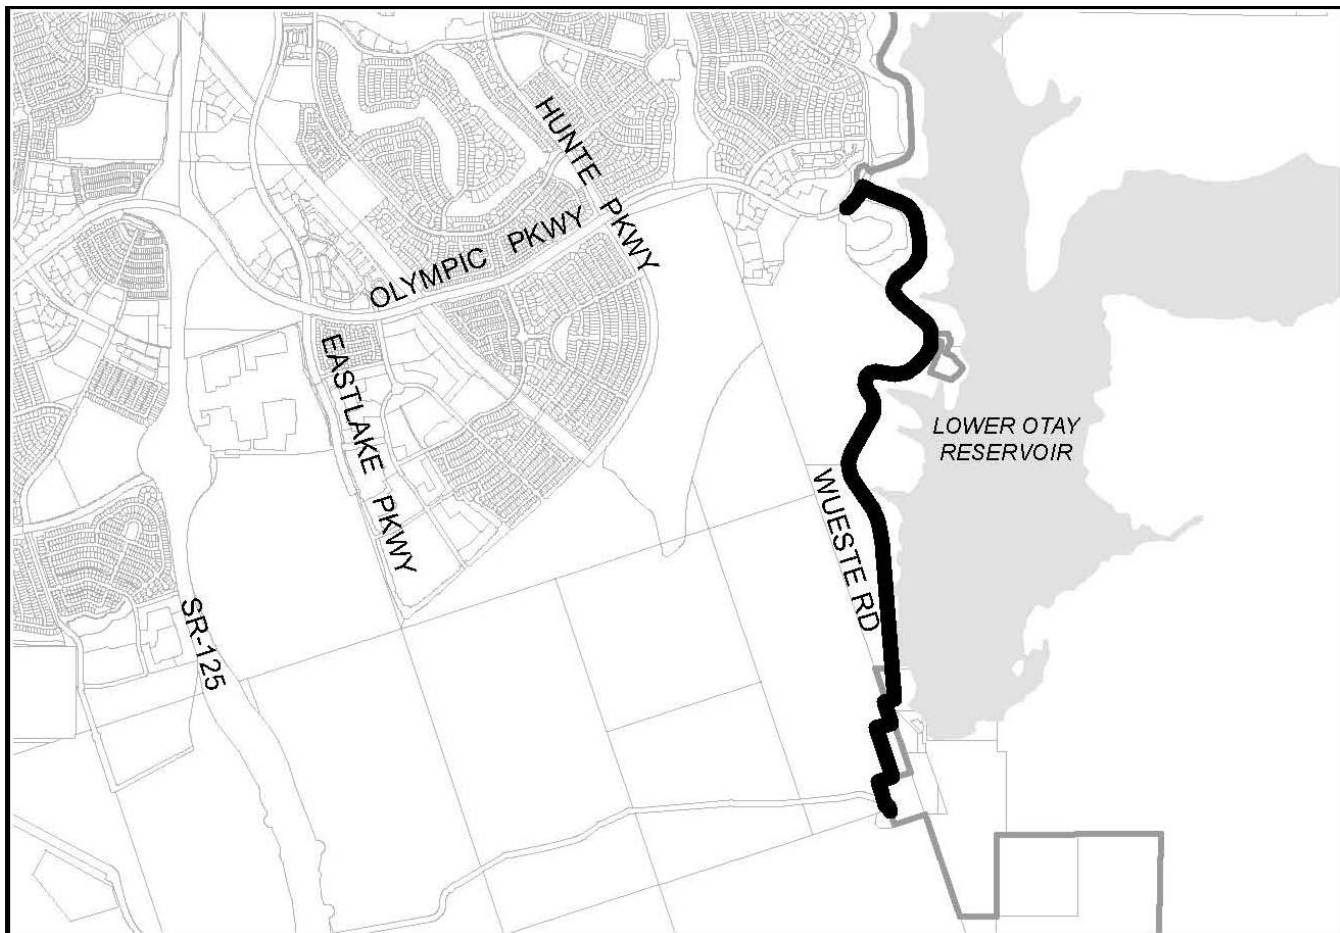 HUNTE PKWY
OLYMPIC PKWY
EASTLAKE PKWY
LOWER OTAY
RESERVOIR
WUESTE RD
SR-125